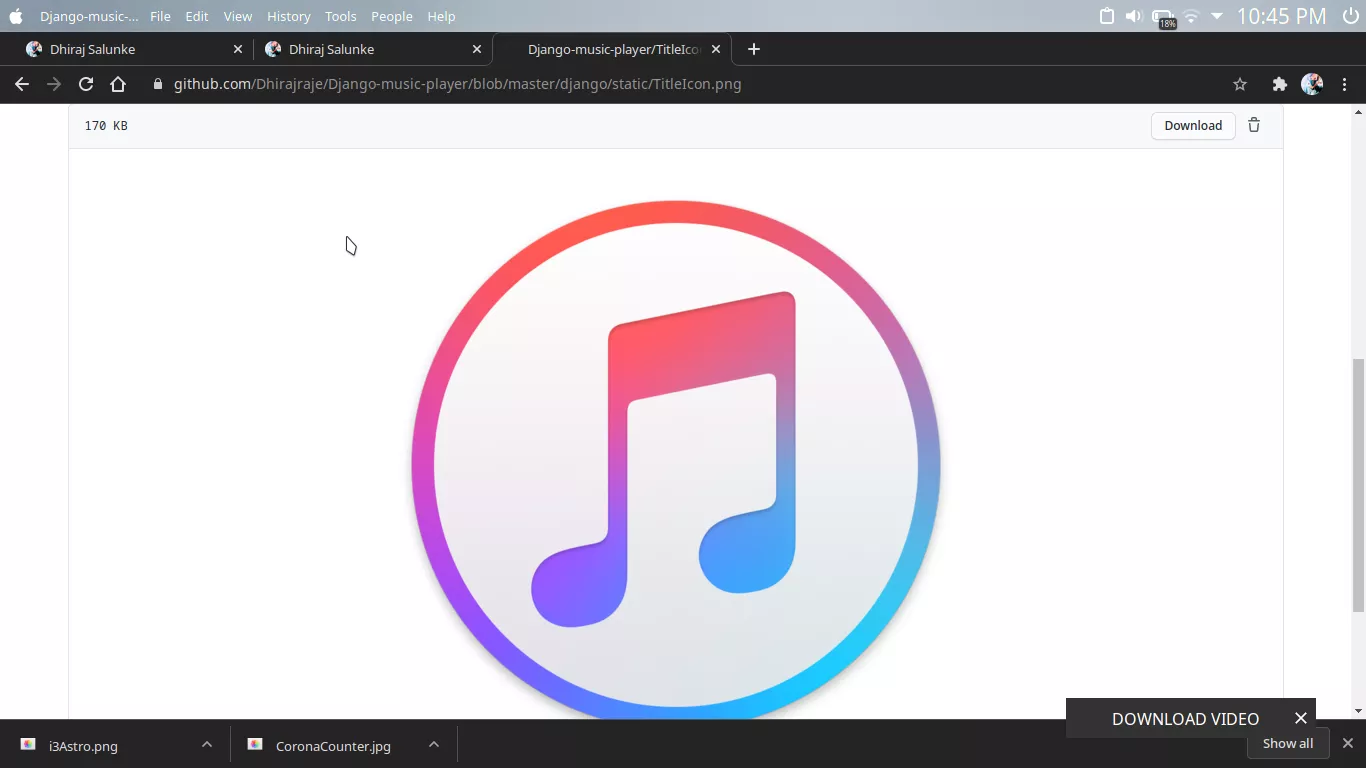 Django-music-... File Edit View History Tools People Help 18% 10:45 PM
Dhiraj Salunke Dhiraj Salunke Django-music-player/TitleIco
github.com/Dhirajraje/Django-music-player/blob/master/django/static/TitleIcon.png
170 KB Download
DOWNLOAD VIDEO
i3Astro.png CoronaCounter.jpg Show all